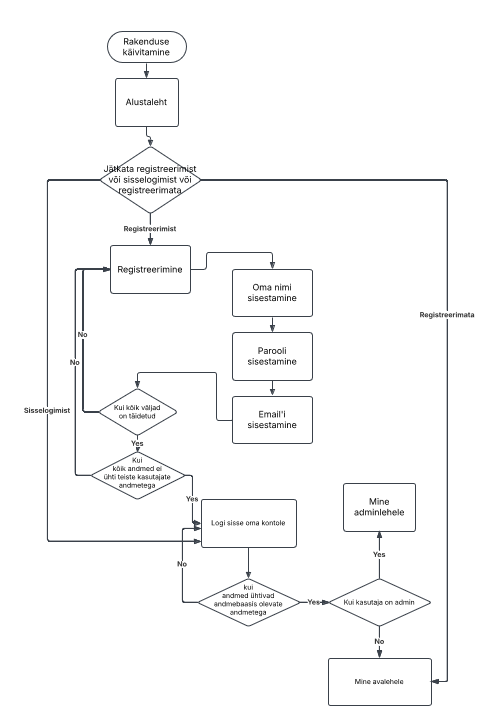 Rakenduse
käivitamine
Alustaleht
Jätkata registreerimist
või sisselogimist või
registreerimata
Registreerimist
Registreerimine
Oma nimi
sisestamine
Registreerimata
No
Parooli
sisestamine
No
Email'i
sisestamine
Sisselogimist
Kui kõik väljad
on täidetud
Yes
Kui
kõik andmed ei
ühti teiste kasutajate
andmetega
Yes
Logi sisse oma kontole
Mine
adminlehele
Yes
No
kui
andmed ühtivad
andmebaasis olevate
andmetega
Yes
Kui kasutaja on admin
No
Mine avalehele